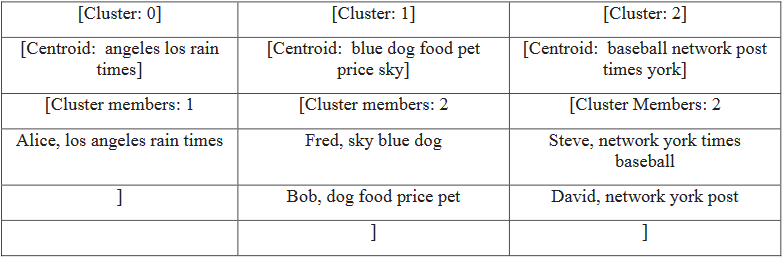 [Cluster: 0]
[Cluster: 1]
[Cluster: 2]
[Centroid: angeles los rain
times]
[Centroid: blue dog food pet
price sky]
[Centroid: baseball network post
times york]
[Cluster members: 1
[Cluster members: 2
[Cluster Members: 2
Alice, los angeles rain times
Fred, sky blue dog
Steve, network york times
baseball
]
Bob, dog food price pet
David, network york post
]
]